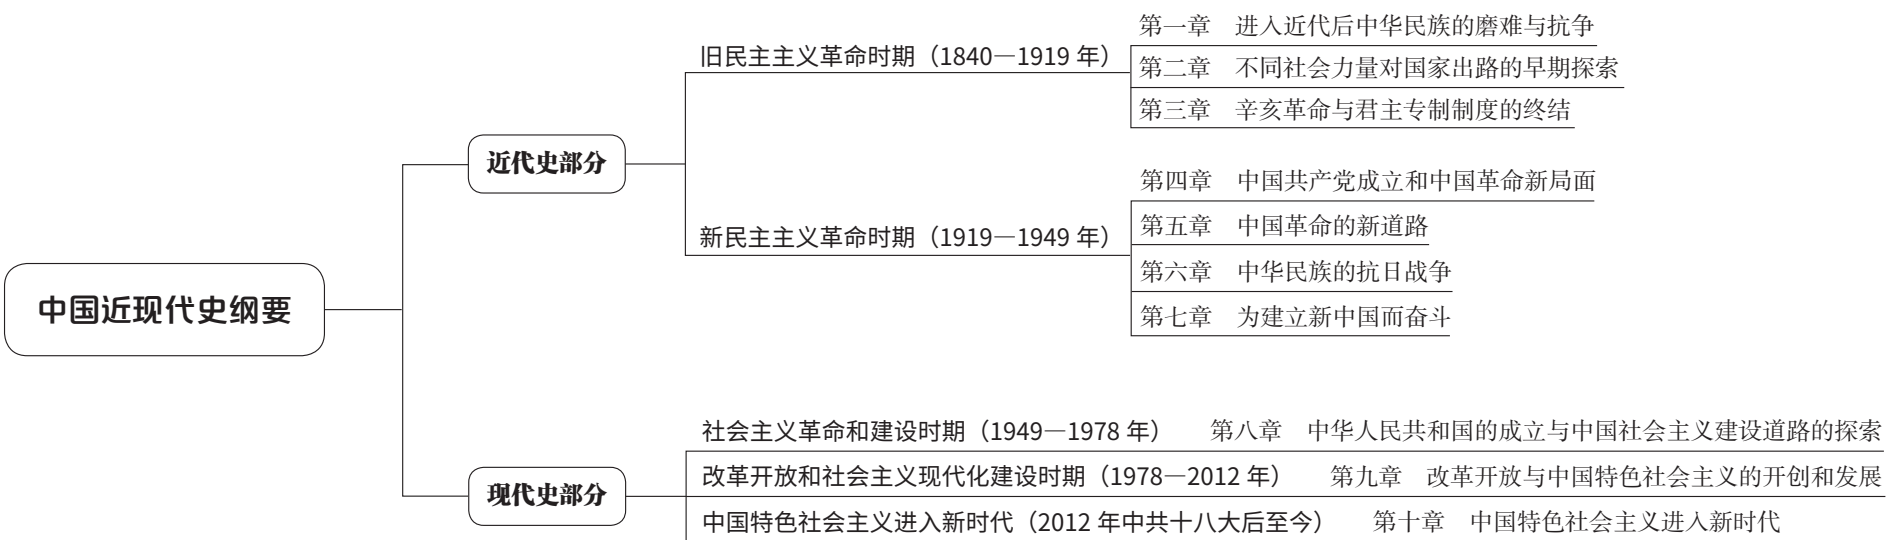 中国近现代史纲要
近代史部分
旧民主主义革命时期（1840—1919 年）
第一章 进入近代后中华民族的磨难与抗争
第二章 不同社会力量对国家出路的早期探索
第三章 辛亥革命与君主专制制度的终结
新民主主义革命时期（1919—1949 年）
第四章 中国共产党成立和中国革命新局面
第五章 中国革命的新道路
第六章 中华民族的抗日战争
第七章 为建立新中国而奋斗
现代史部分
社会主义革命和建设时期（1949—1978 年） 第八章 中华人民共和国的成立与中国社会主义建设道路的探索
改革开放和社会主义现代化建设时期（1978—2012 年） 第九章 改革开放与中国特色社会主义的开创和发展
中国特色社会主义进入新时代（2012 年中共十八大后至今） 第十章 中国特色社会主义进入新时代